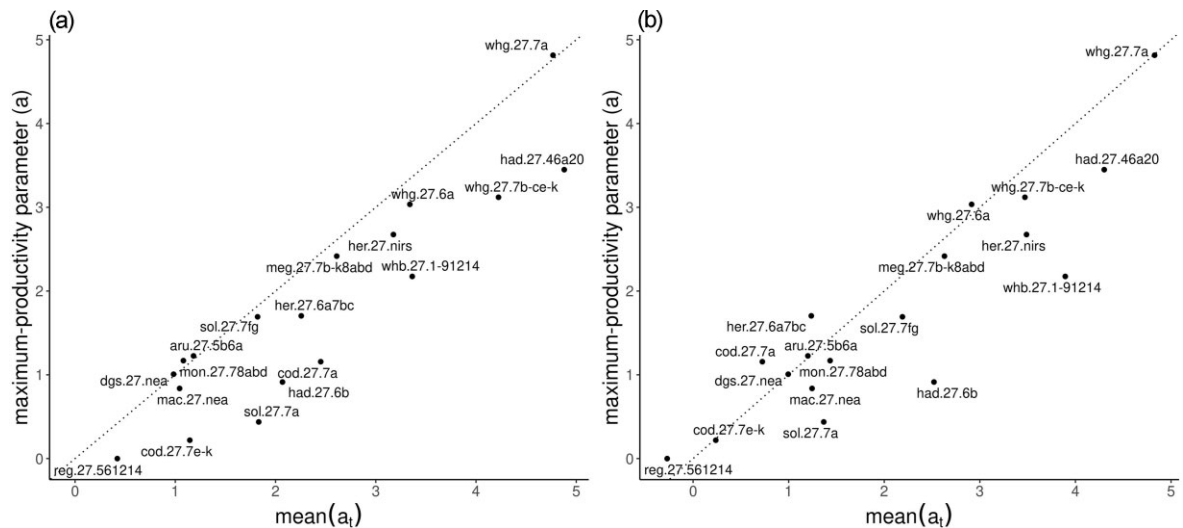 (a)
maximum-productivity parameter (a)
5
4
3
2
1
0
whg.27.7a
had.27.46a20
whg.27.7b-ce-k
whg.27.6a
her.27.nirs
meg.27.7b-k8abd
whb.27.1-91214
her.27.6a7bc
sol.27.7fg
aru.27.5b6a
mon.27.78abd
cod.27.7a
dgs.27.nea
had.27.6b
mac.27.nea
sol.27.7a
cod.27.7e-k
reg.27.561214
0 1 2 3 4 5
mean(at)
(b)
maximum-productivity parameter (a)
5
4
3
2
1
0
whg.27.7a
had.27.46a20
whg.27.7b-ce-k
whg.27.6a
her.27.nirs
meg.27.7b-k8abd
whb.27.1-91214
her.27.6a7bc
sol.27.7fg
cod.27.7a
aru.27.5b6a
mon.27.78abd
dgs.27.nea
had.27.6b
mac.27.nea
cod.27.7e-k
sol.27.7a
reg.27.561214
0 1 2 3 4 5
mean(at)